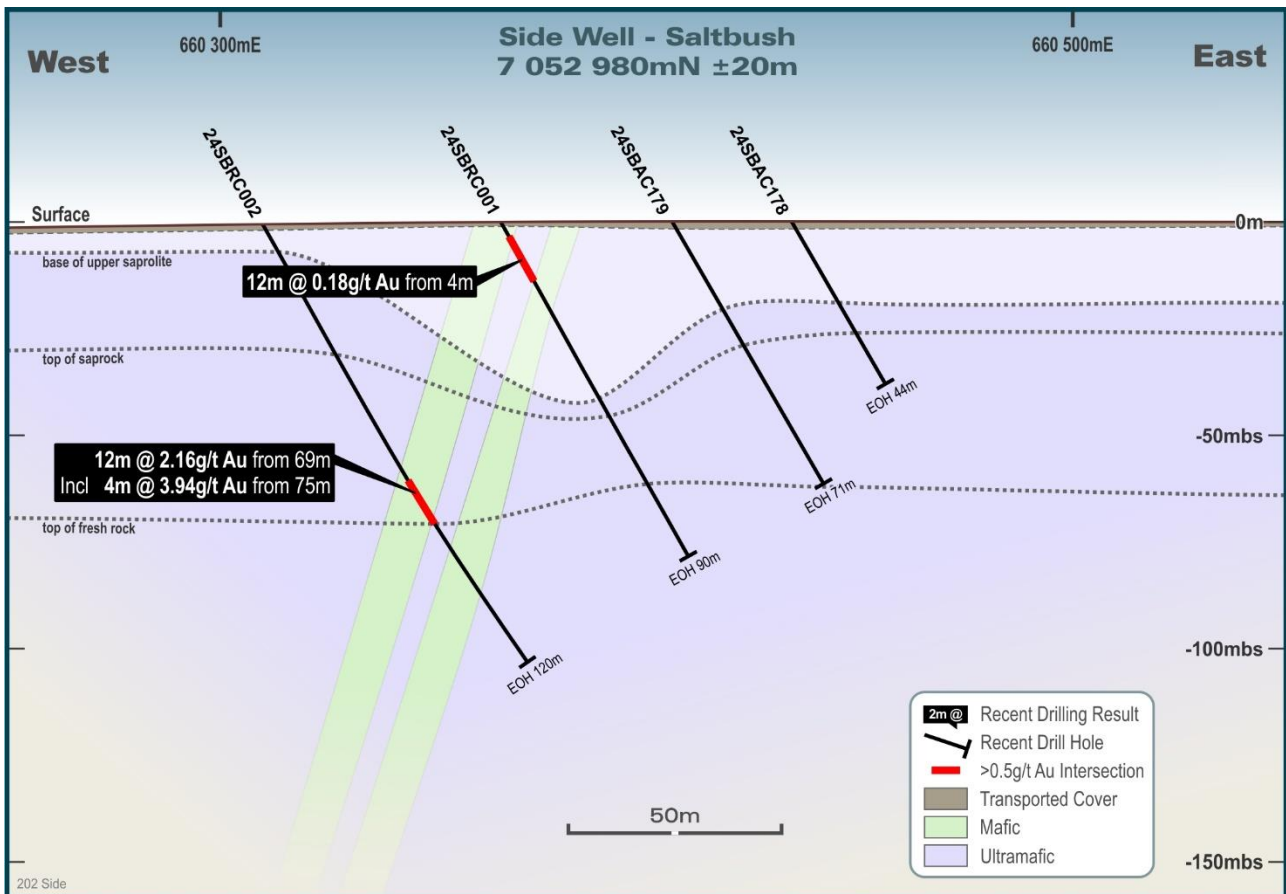 660 300mE
Side Well - Saltbush
7 052 980mN ±20m
660 500mE
West
East
24SBRC002
24SBRC001
24SBAC179
24SBAC178
Surface
0m
base of upper saprolite
12m @ 0.18g/t Au from 4m
top of saprock
EOH 44m
-50mbs
12m @ 2.16g/t Au from 69m
Incl 4m @ 3.94g/t Au from 75m
EOH 71m
top of fresh rock
EOH 90m
-100mbs
EOH 120m
2m @ Recent Drilling Result
Recent Drill Hole
>0.5g/t Au Intersection
Transported Cover
Mafic
Ultramafic
50m
-150mbs
202 Side